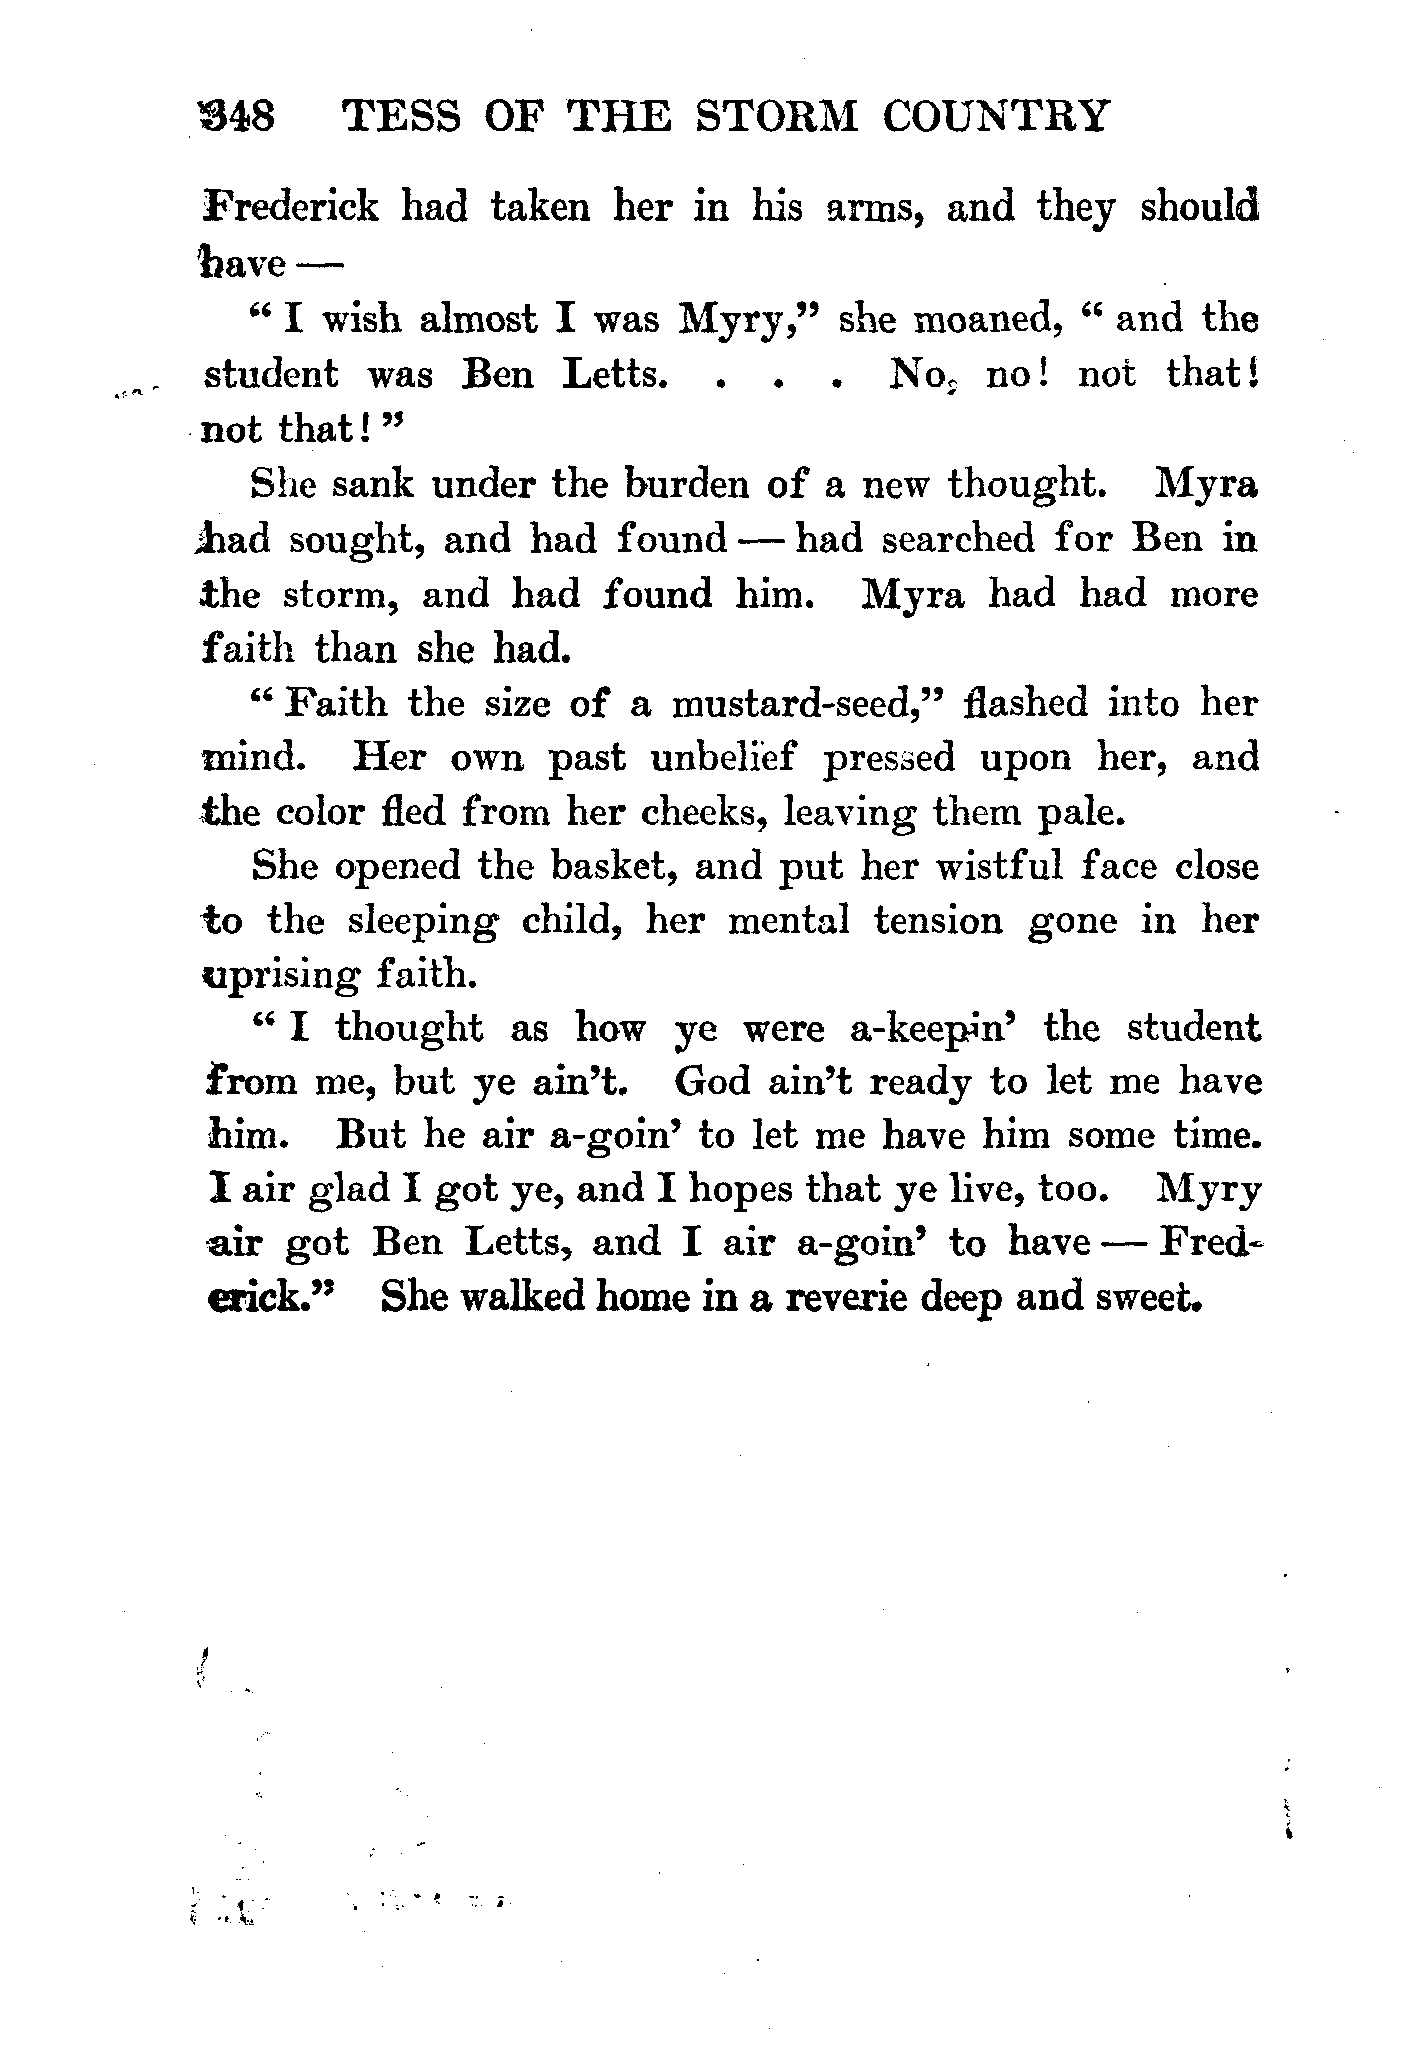 348 TESS OF THE STORM COUNTRY
Frederick had taken her in his arms, and they should
have —
“ I wish almost I was Myry,” she moaned, “ and the
student was Ben Letts. . . . No, no! not that!
not that! ”
She sank under the burden of a new thought. Myra
had sought, and had found — had searched for Ben in
the storm, and had found him. Myra had had more
faith than she had.
“ Faith the size of a mustard-seed,” flashed into her
mind. Her own past unbelief pressed upon her, and
the color fled from her cheeks, leaving them pale.
She opened the basket, and put her wistful face close
to the sleeping child, her mental tension gone in her
uprising faith.
“ I thought as how ye were a-keepin’ the student
from me, but ye ain’t. God ain’t ready to let me have
him. But he air a-goin’ to let me have him some time.
I air glad I got ye, and I hopes that ye live, too. Myry
air got Ben Letts, and I air a-goin’ to have — Fred-
erick.” She walked home in a reverie deep and sweet.